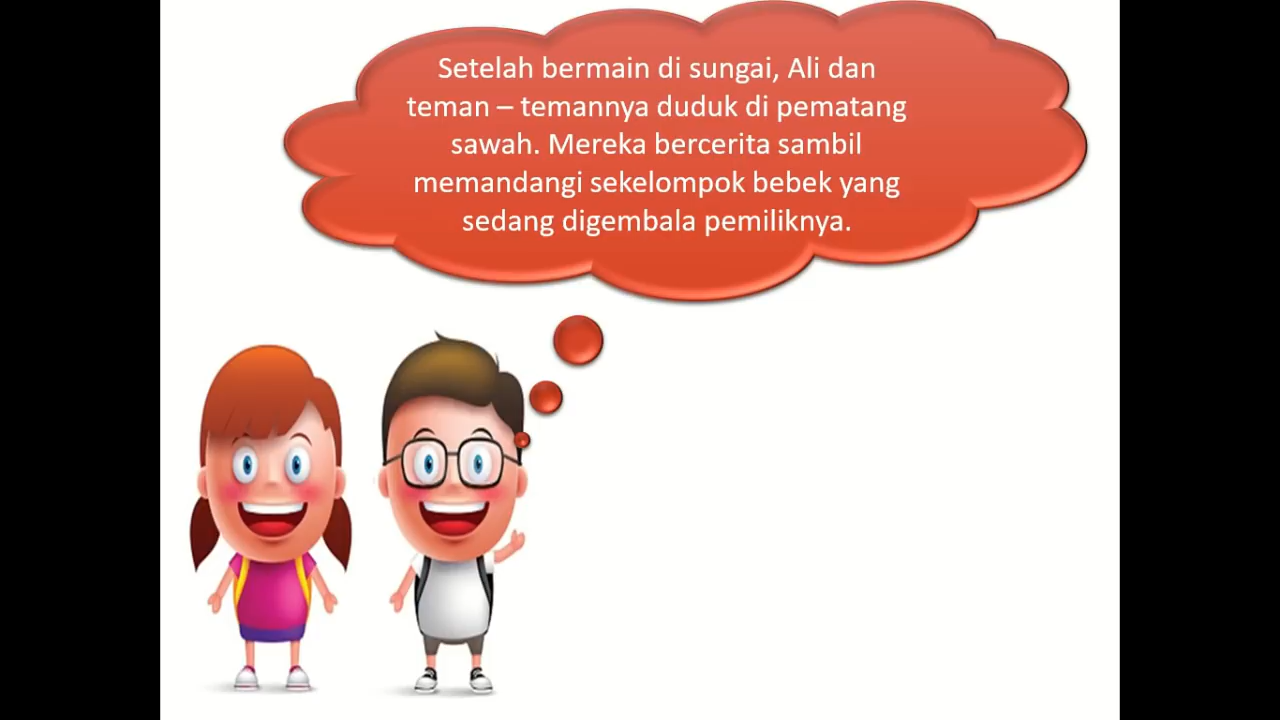 Setelah bermain di sungai, Ali dan
teman – temannya duduk di pematang
sawah. Mereka bercerita sambil
memandangi sekelompok bebek yang
sedang digembala pemiliknya.